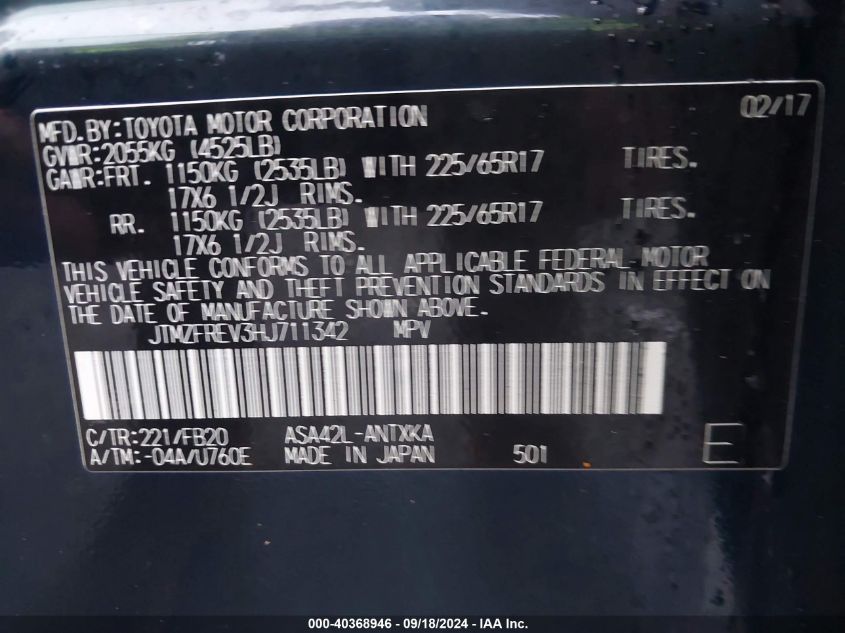 02/17
MFD.BY:TOYOTA MOTOR CORPORATION
GVWR:2055KG (4525LB)
GAWR:FRT. 1150KG (2535LB) WITH 225/65R17 TIRES.
17X6 1/2J RIMS.
RR. 1150KG (2535LB) WITH 225/65R17 TIRES.
17X6 1/2J RIMS.
THIS VEHICLE CONFORMS TO ALL APPLICABLE FEDERAL MOTOR
VEHICLE SAFETY AND THEFT PREVENTION STANDARDS IN EFFECT ON
THE DATE OF MANUFACTURE SHOWN ABOVE.
JTMZFREV3HJ711342 MPV
C/TR:221/FB20 ASA42L-ANTXKA
A/TM:-04A/U760E MADE IN JAPAN 501 E
000-40368946 - 09/18/2024 - IAA Inc.